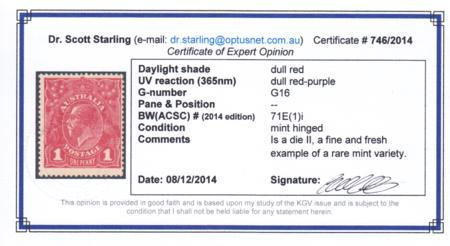 Dr. Scott Starling (e-mail: dr.starling@optusnet.com.au) Certificate # 746/2014
Certificate of Expert Opinion
Daylight shade dull red
UV reaction (365nm) dull red-purple
G-number G16
Pane & Position --
BW(ACSC) # (2014 edition) 71E(1)i
Condition mint hinged
Comments Is a die II, a fine and fresh
example of a rare mint variety.
Date: 08/12/2014 Signature:
AUSTRALIA
POSTAGE
1 ONE PENNY 1
This opinion is provided in good faith and is based upon my study of the KGV issue and is subject to the
condition that I shall not be held liable for any statement herein.